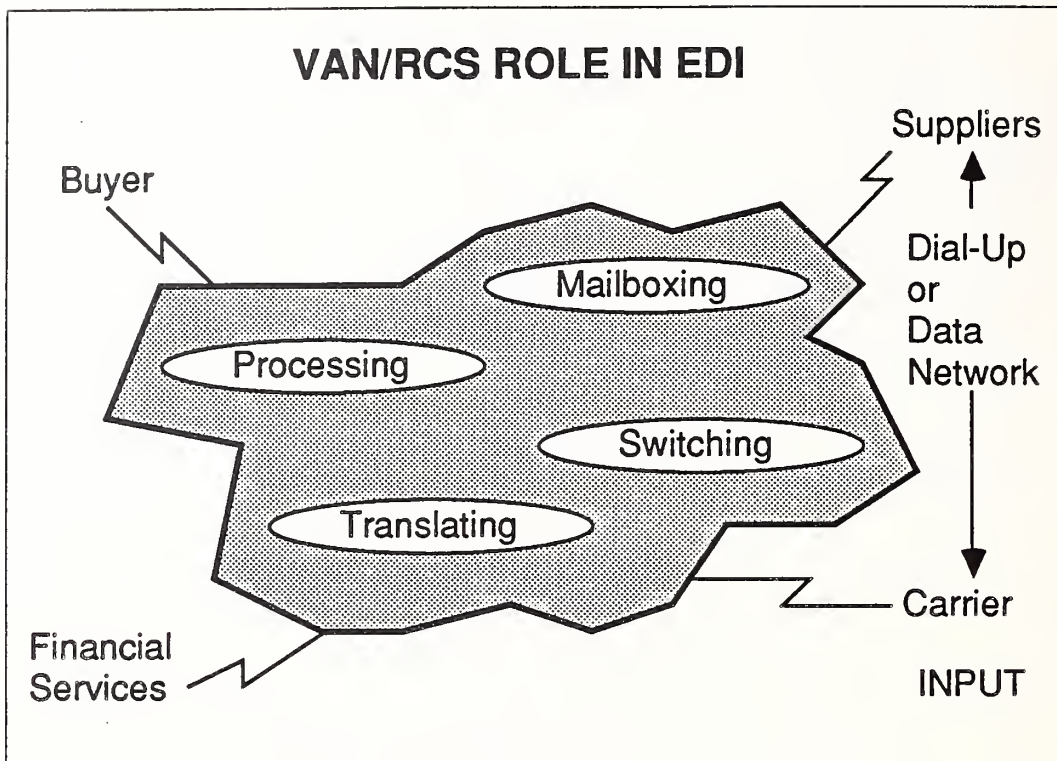 VAN/RCS ROLE IN EDI
Suppliers
Buyer
Dial-Up
or
Data
Network
Mailboxing
Processing
Switching
Translating
Carrier
Financial
Services
INPUT